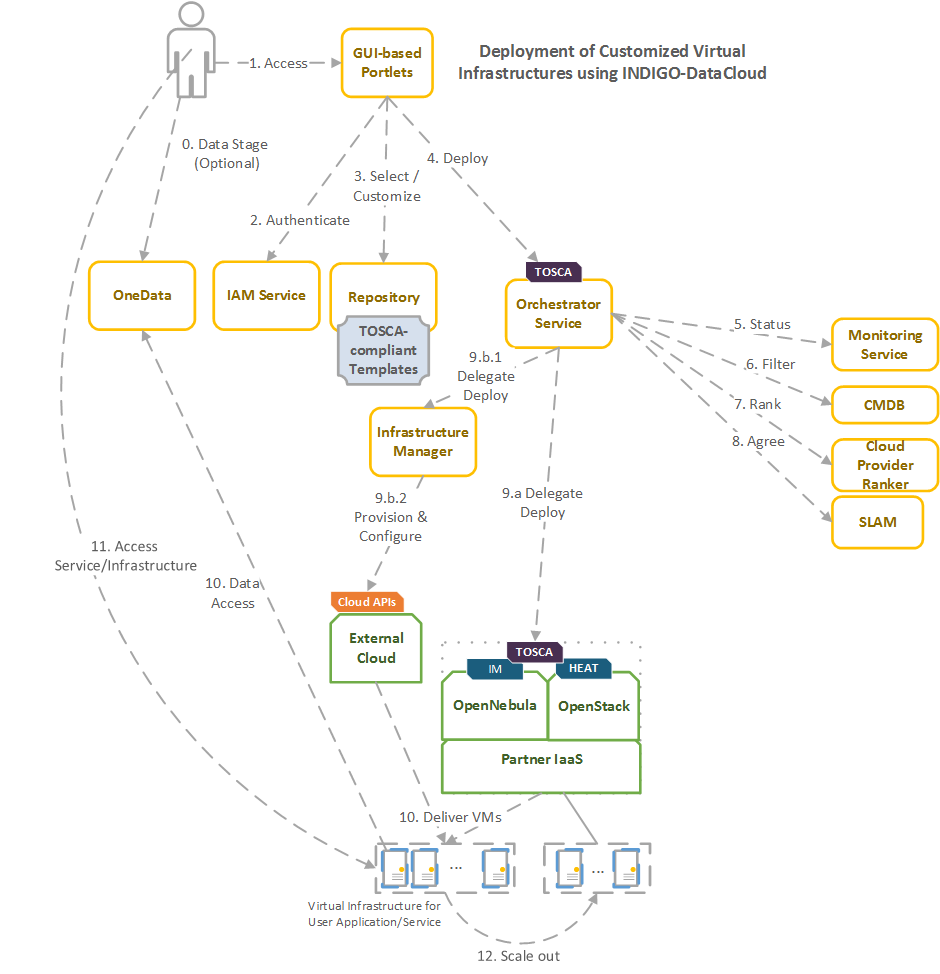 Deployment of Customized Virtual
Infrastructures using INDIGO-DataCloud
GUI-based
Portlets
1. Access
0. Data Stage
(Optional)
4. Deploy
3. Select /
Customize
2. Authenticate
OneData
IAM Service
Repository
TOSCA-
compliant
Templates
TOSCA
Orchestrator
Service
5. Status
6. Filter
7. Rank
8. Agree
Monitoring
Service
CMDB
Cloud
Provider
Ranker
SLAM
9.b.1
Delegate
Deploy
Infrastructure
Manager
9.b.2
Provision &
Configure
9.a Delegate
Deploy
11. Access
Service/Infrastructure
10. Data
Access
Cloud APIs
External
Cloud
TOSCA
IM
HEAT
OpenNebula
OpenStack
Partner IaaS
10. Deliver VMs
...
...
Virtual Infrastructure for
User Application/Service
12. Scale out